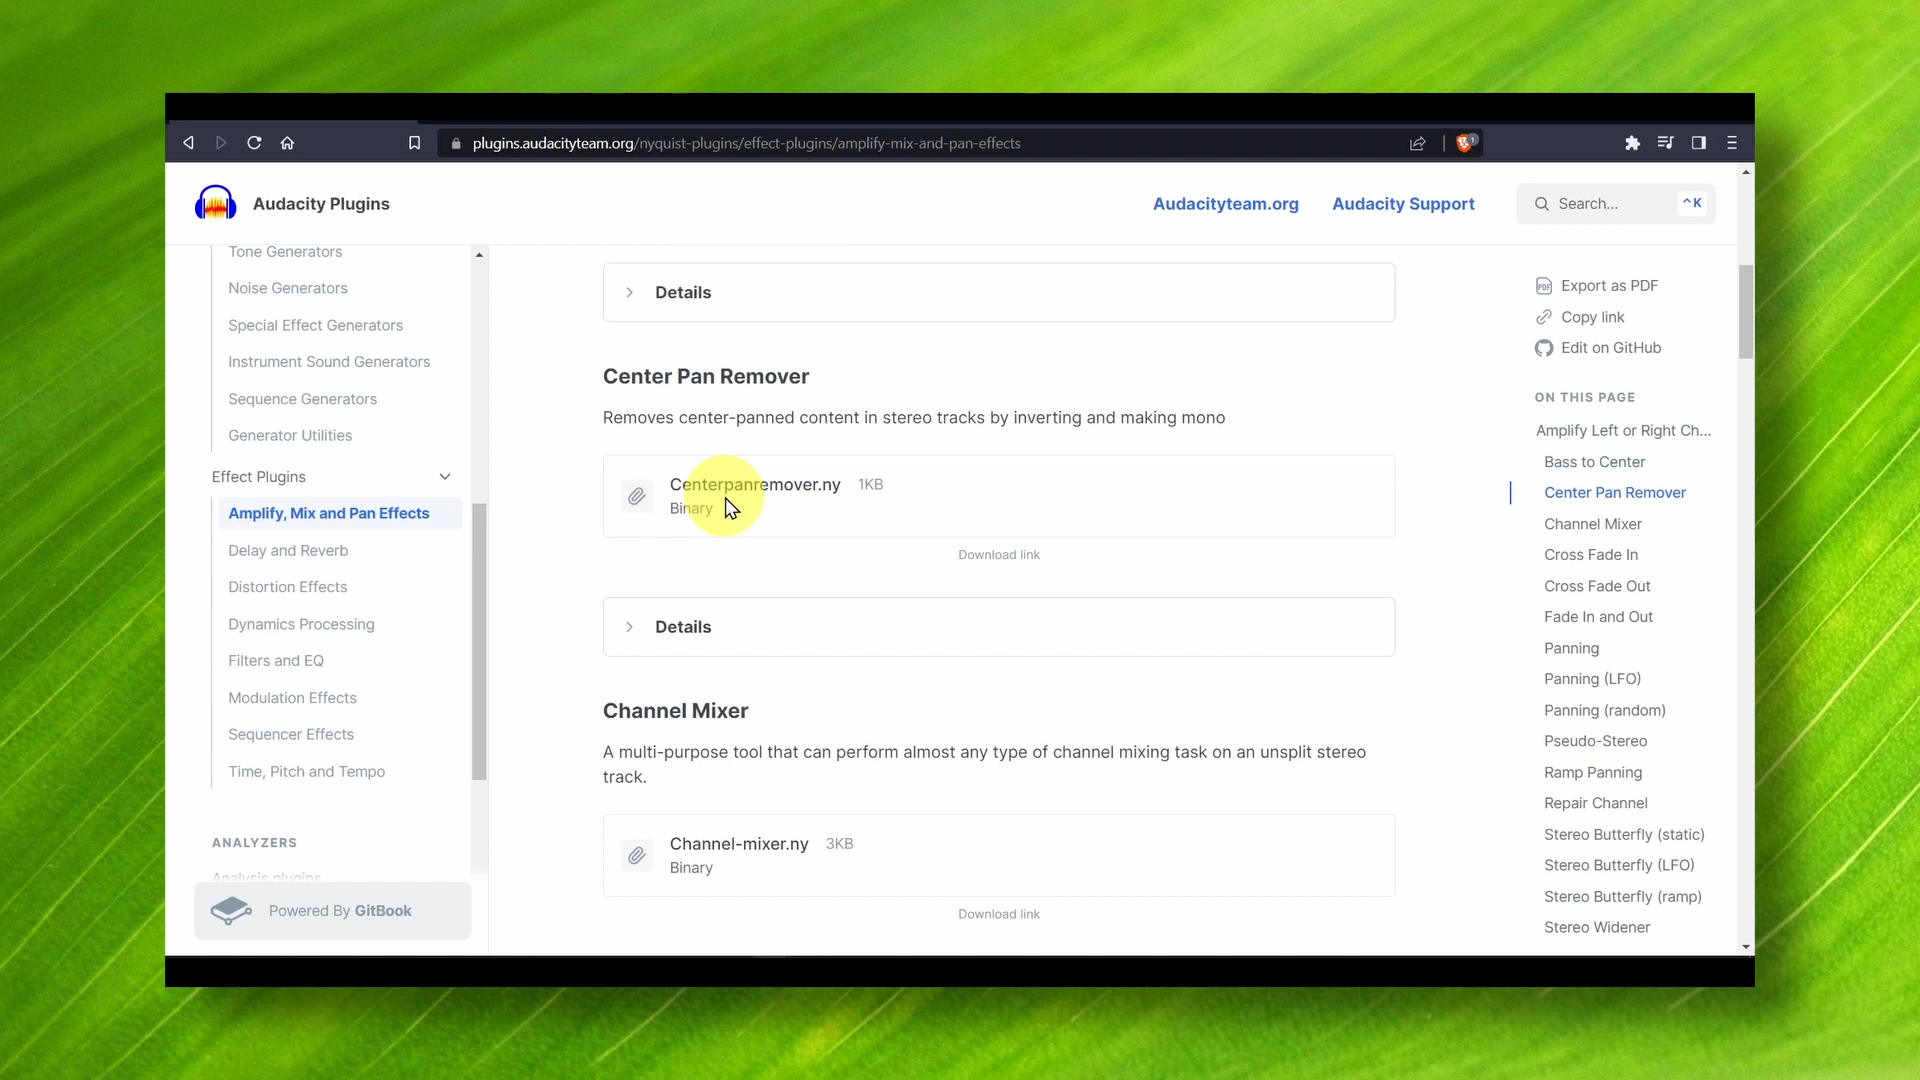 plugins.audacityteam.org/nyquist-plugins/effect-plugins/amplify-mix-and-pan-effects
1
Audacity Plugins
Audacityteam.org
Audacity Support
Search...
^K
Tone Generators
Noise Generators
Special Effect Generators
Instrument Sound Generators
Sequence Generators
Generator Utilities
Effect Plugins
Amplify, Mix and Pan Effects
Delay and Reverb
Distortion Effects
Dynamics Processing
Filters and EQ
Modulation Effects
Sequencer Effects
Time, Pitch and Tempo
ANALYZERS
Analysis plugins
Powered By GitBook
Details
Center Pan Remover
Removes center-panned content in stereo tracks by inverting and making mono
Centerpanremover.ny 1KB
Binary
Download link
Details
Channel Mixer
A multi-purpose tool that can perform almost any type of channel mixing task on an unsplit stereo
track.
Channel-mixer.ny 3KB
Binary
Download link
PDF
Export as PDF
Copy link
Edit on GitHub
ON THIS PAGE
Amplify Left or Right Ch...
Bass to Center
Center Pan Remover
Channel Mixer
Cross Fade In
Cross Fade Out
Fade In and Out
Panning
Panning (LFO)
Panning (random)
Pseudo-Stereo
Ramp Panning
Repair Channel
Stereo Butterfly (static)
Stereo Butterfly (LFO)
Stereo Butterfly (ramp)
Stereo Widener